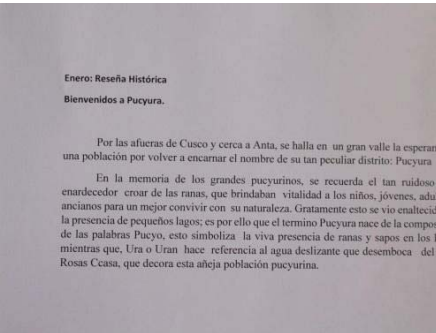 Enero: Reseña Histórica
Bienvenidos a Pucyura.
Por las afueras de Cusco y cerca a Anta, se halla en un gran valle la esperan
una población por volver a encarnar el nombre de su tan peculiar distrito: Pucyura
En la memoria de los grandes pucyurinos, se recuerda el tan ruidoso
enardecedor croar de las ranas, que brindaban vitalidad a los niños, jóvenes, adu
ancianos para un mejor convivir con su naturaleza. Gratamente esto se vio enaltecid
la presencia de pequeños lagos; es por ello que el termino Pucyura nace de la compos
de las palabras Pucyo, esto simboliza la viva presencia de ranas y sapos en los l
mientras que, Ura o Uran hace referencia al agua deslizante que desemboca del
Rosas Ccasa, que decora esta añeja población pucyurina.